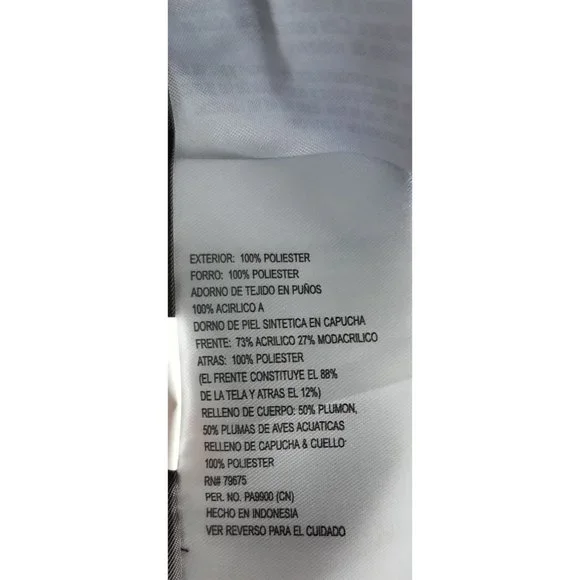 EXTERIOR: 100% POLIESTER
FORRO: 100% POLIESTER
ADORNO DE TEJIDO EN PUÑOS
100% ACIRLICO A
DORNO DE PIEL SINTETICA EN CAPUCHA
FRENTE: 73% ACRILICO 27% MODACRILICO
ATRAS: 100% POLIESTER
(EL FRENTE CONSTITUYE EL 88%
DE LA TELA Y ATRAS EL 12%)
RELLENO DE CUERPO: 50% PLUMON,
50% PLUMAS DE AVES ACUATICAS
RELLENO DE CAPUCHA & CUELLO
100% POLIESTER
RN# 79675
PER. NO. PA9900 (CN)
HECHO EN INDONESIA
VER REVERSO PARA EL CUIDADO